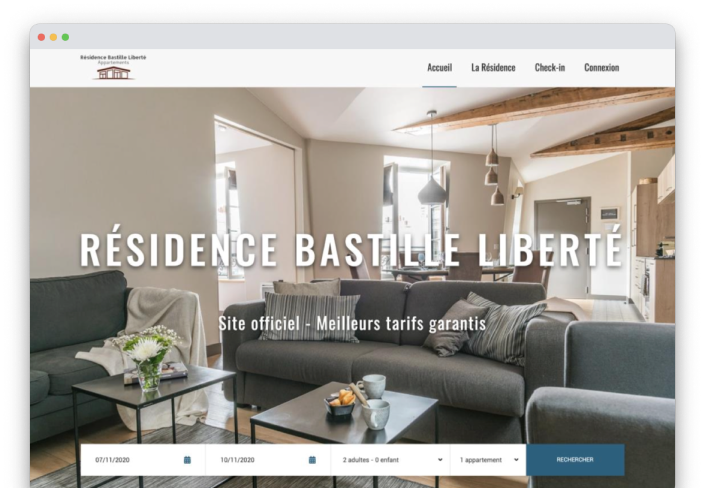 Résidence Bastille Liberté
Appartements
Accueil
La Résidence
Check-in
Connexion
RÉSIDENCE BASTILLE LIBERTÉ
Site officiel - Meilleurs tarifs garantis
07/11/2020
10/11/2020
2 adultes - 0 enfant
1 appartement
RECHERCHER